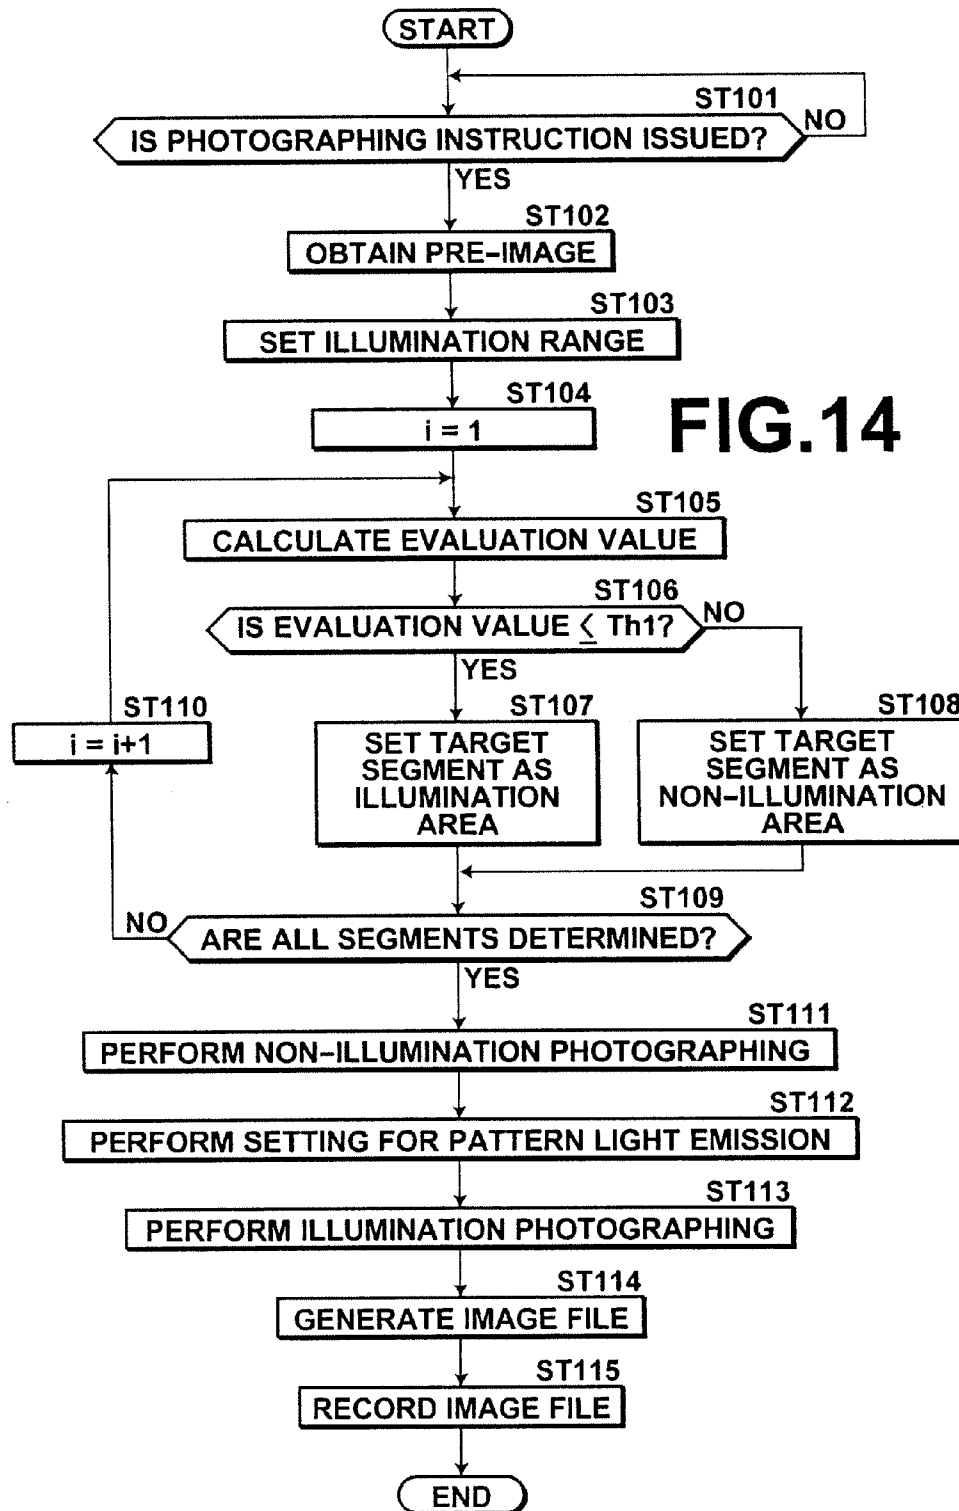 START
ST101
IS PHOTOGRAPHING INSTRUCTION ISSUED?
NO
YES
ST102
OBTAIN PRE-IMAGE
ST103
SET ILLUMINATION RANGE
ST104
i = 1
FIG.14
ST105
CALCULATE EVALUATION VALUE
ST106
IS EVALUATION VALUE ≤ Th1?
NO
YES
ST110
i = i+1
ST107
SET TARGET
SEGMENT AS
ILLUMINATION
AREA
ST108
SET TARGET
SEGMENT AS
NON-ILLUMINATION
AREA
ST109
NO
ARE ALL SEGMENTS DETERMINED?
YES
ST111
PERFORM NON-ILLUMINATION PHOTOGRAPHING
ST112
PERFORM SETTING FOR PATTERN LIGHT EMISSION
ST113
PERFORM ILLUMINATION PHOTOGRAPHING
ST114
GENERATE IMAGE FILE
ST115
RECORD IMAGE FILE
END